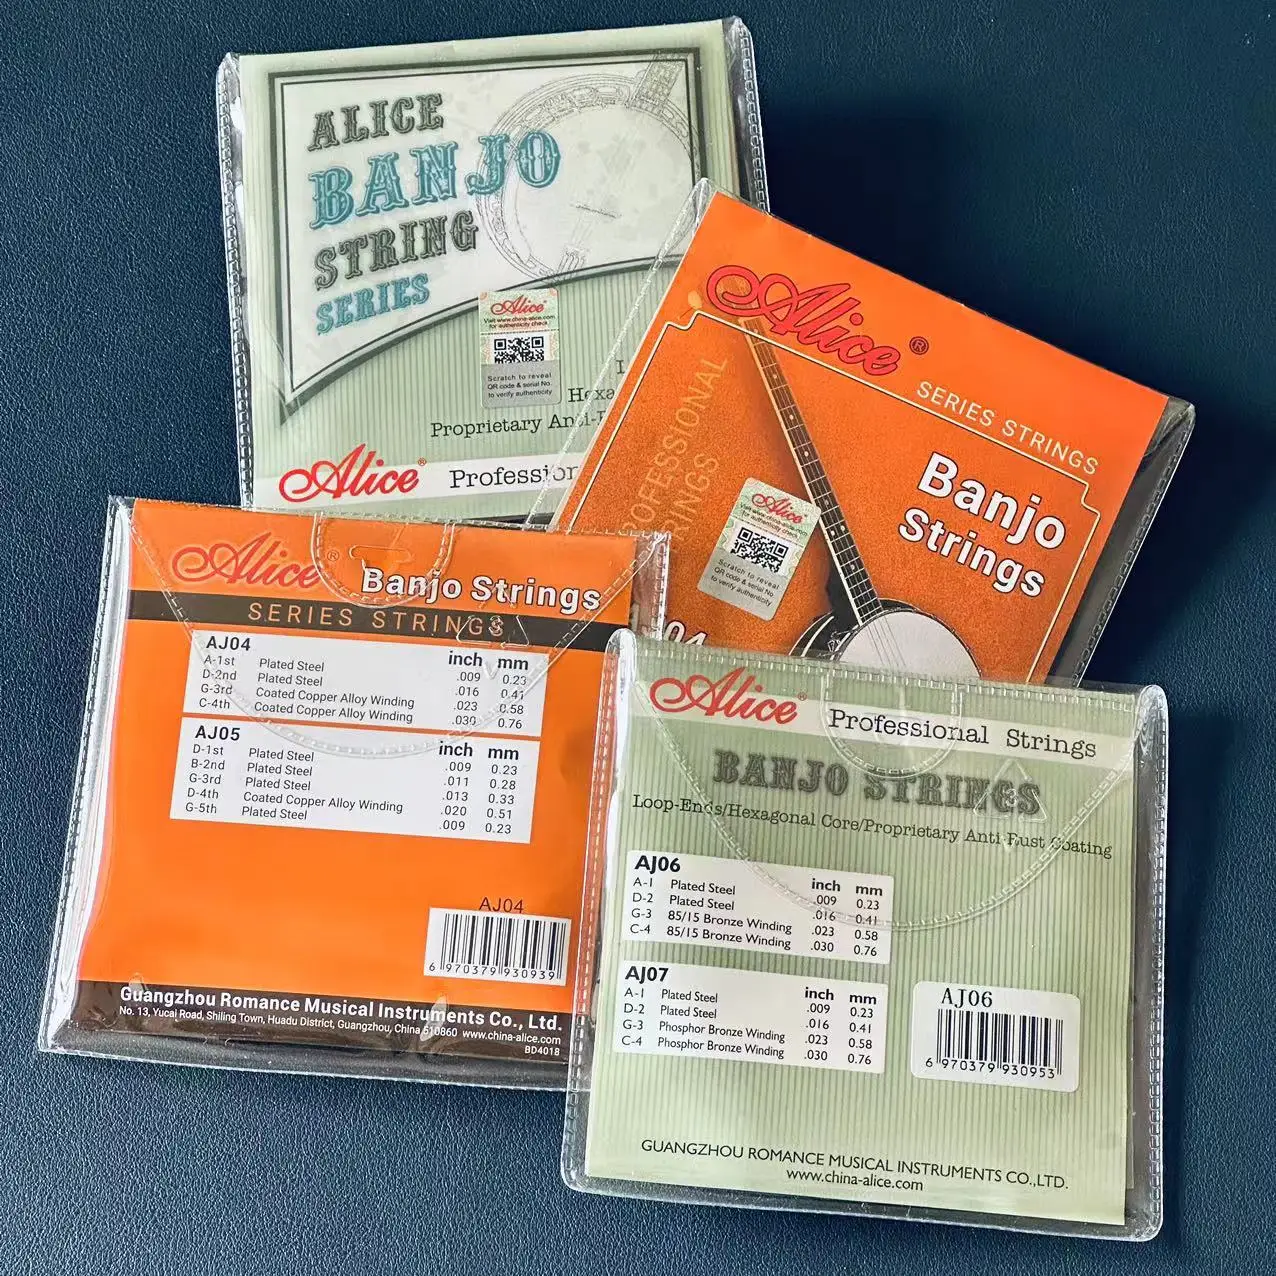 ALICE
BANJO
STRING
SERIES
Alice
Visit www.china-alice.com
for authenticity check
Scratch to reveal
QR code & serial No.
to verify authenticity
Proprietary
Alice® Professional
Alice®
SERIES STRINGS
PROFESSIONAL
STRINGS
Banjo
Strings
Alice
Visit www.china-alice.com
for authenticity check
Scratch to reveal
QR code & serial No.
to verify authenticity
Alice® Banjo Strings
SERIES STRINGS
AJ04 inch mm
A-1st Plated Steel .009 0.23
D-2nd Plated Steel .016 0.41
G-3rd Coated Copper Alloy Winding .023 0.58
C-4th Coated Copper Alloy Winding .030 0.76
AJ05 inch mm
D-1st Plated Steel .009 0.23
B-2nd Plated Steel .011 0.28
G-3rd Plated Steel .013 0.33
D-4th Coated Copper Alloy Winding .020 0.51
G-5th Plated Steel .009 0.23
AJ04
6 970379 930939
Guangzhou Romance Musical Instruments Co., Ltd.
No. 13, Yucai Road, Shiling Town, Huadu District, Guangzhou, China 510860 www.china-alice.com
BD4018
Alice® Professional Strings
BANJO STRINGS
Loop-Ends/Hexagonal Core/Proprietary Anti-Rust Coating
AJ06 inch mm
A-1 Plated Steel .009 0.23
D-2 Plated Steel .016 0.41
G-3 85/15 Bronze Winding .023 0.58
C-4 85/15 Bronze Winding .030 0.76
AJ07 inch mm
A-1 Plated Steel .009 0.23
D-2 Plated Steel .016 0.41
G-3 Phosphor Bronze Winding .023 0.58
C-4 Phosphor Bronze Winding .030 0.76
AJ06
6 970379 930953
GUANGZHOU ROMANCE MUSICAL INSTRUMENTS CO.,LTD.
www.china-alice.com